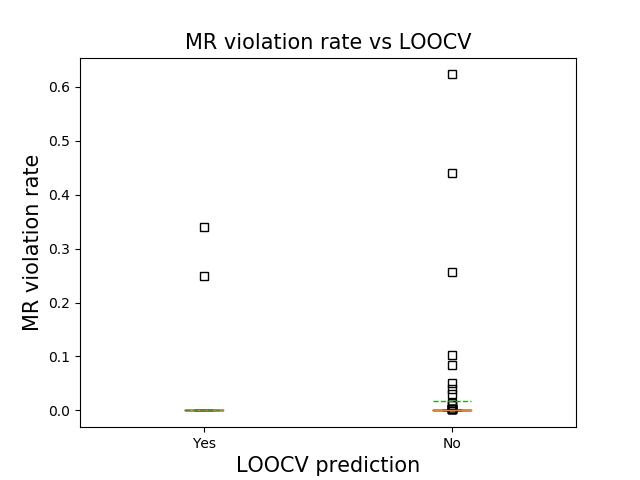 MR violation rate vs LOOCV
MR violation rate
0.6
0.5
0.4
0.3
0.2
0.1
0.0
Yes
No
LOOCV prediction